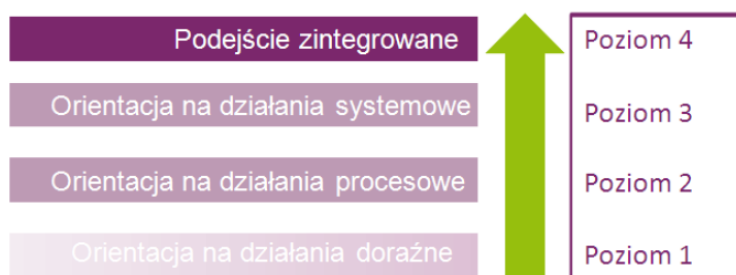 Podejście zintegrowane
Poziom 4
Orientacja na działania systemowe
Poziom 3
Orientacja na działania procesowe
Poziom 2
Orientacja na działania doraźne
Poziom 1